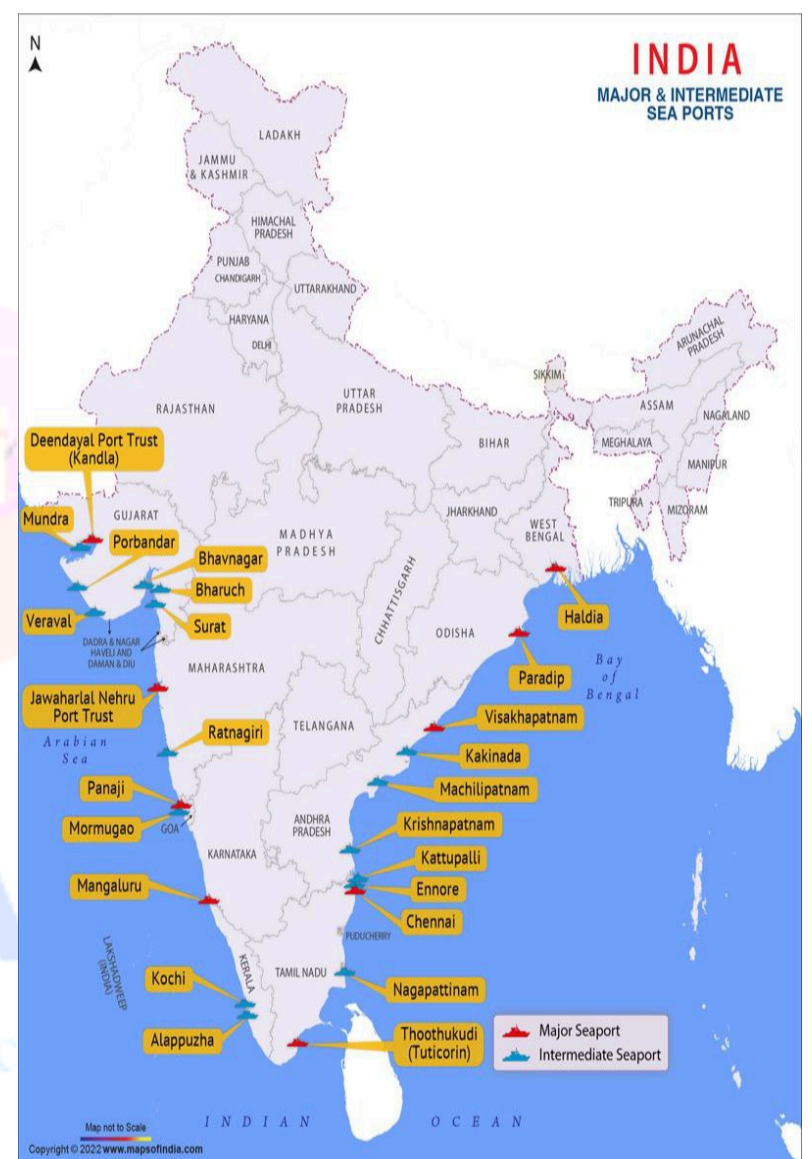 N
INDIA
MAJOR & INTERMEDIATE
SEA PORTS
LADAKH
JAMMU
& KASHMIR
HIMACHAL
PRADESH
PUNJAB
CHANDIGARH
UTTARAKHAND
HARYANA
DELHI
ARUNACHAL
PRADESH
SIKKIM
RAJASTHAN
UTTAR
PRADESH
ASSAM
NAGALAND
BIHAR
MEGHALAYA
MANIPUR
Deendayal Port Trust
(Kandla)
TRIPURA
MIZORAM
JHARKHAND
WEST
BENGAL
Mundra
GUJARAT
Porbandar
MADHYA
PRADESH
Bhavnagar
Bharuch
CHHATTISGARH
Haldia
Veraval
Surat
ODISHA
DADRA & NAGAR
HAVELI AND
DAMAN & DIU
MAHARASHTRA
Paradip
Bay
of
Bengal
Jawaharlal Nehru
Port Trust
Arabian
Sea
Ratnagiri
TELANGANA
Visakhapatnam
Kakinada
Panaji
Machilipatnam
Mormugao
GOA
ANDHRA
PRADESH
Krishnapatnam
KARNATAKA
Kattupalli
Mangaluru
Ennore
Chennai
PUDUCHERRY
LAKSHADWEEP
(INDIA)
KERALA
TAMIL NADU
Kochi
Nagapattinam
Alappuzha
Thoothukudi
(Tuticorin)
Major Seaport
Intermediate Seaport
INDIAN OCEAN
Map not to Scale
Copyright © 2022 www.mapsofindia.com